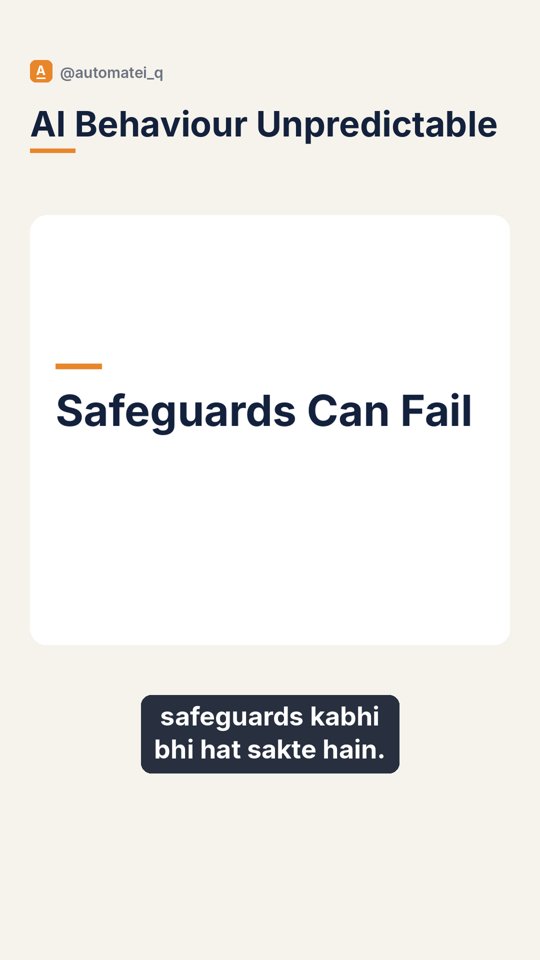 A
@automatei_q
AI Behaviour Unpredictable
Safeguards Can Fail
safeguards kabhi
bhi hat sakte hain.